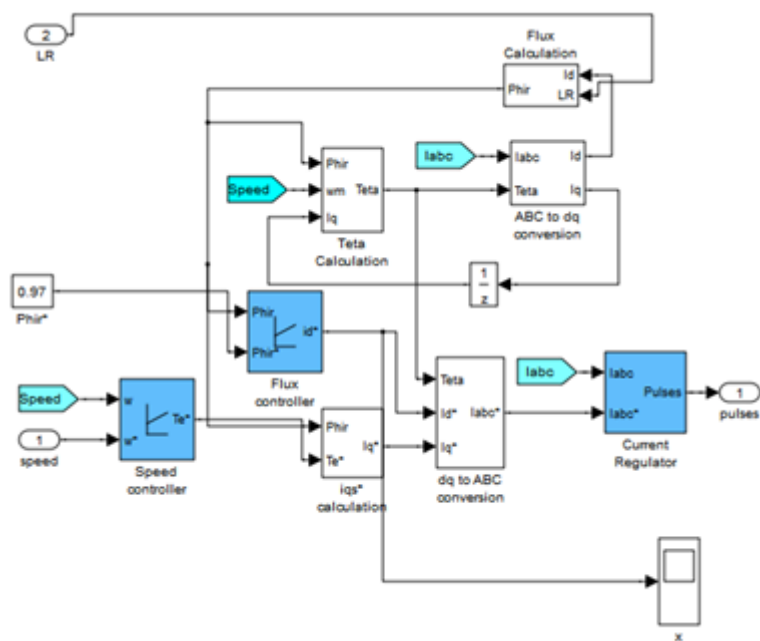 2
LR
Flux
Calculation
Phir
Id
LR
Iabc
Iabc
Id
Teta
Iq
ABC to dq
conversion
Phir
Speed
wm
Teta
Iq
Teta
Calculation
1
z
0.97
Phir*
Phir
id*
Phir*
Flux
controller
Speed
w
Te*
1
w*
speed
Speed
controller
Phir
Iq*
Te*
iqs*
calculation
Teta
Id*
Iabc*
Iq*
dq to ABC
conversion
Iabc
Iabc
Pulses
Iabc*
Current
Regulator
1
pulses
x